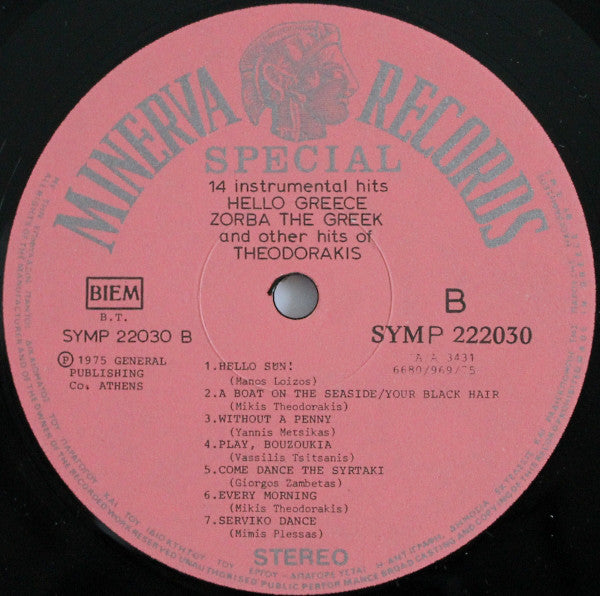 MINERVA RECORDS
SPECIAL
14 instrumental hits
HELLO GREECE
ZORBA THE GREEK
and other hits of
THEODORAKIS
BIEM
B.T.
SYMP 22030 B
B
SYMP 222030
A A 3431
6680/969/75
Ⓟ 1975 GENERAL
PUBLISHING
Co. ATHENS
1.HELLO SUN!
(Manos Loizos)
2.A BOAT ON THE SEASIDE/YOUR BLACK HAIR
(Mikis Theodorakis)
3.WITHOUT A PENNY
(Yannis Metsikas)
4.PLAY, BOUZOUKIA
(Vassilis Tsitsanis)
5.COME DANCE THE SYRTAKI
(Giorgos Zambetas)
6.EVERY MORNING
(Mikis Theodorakis)
7.SERVIKO DANCE
(Mimis Plessas)
STEREO